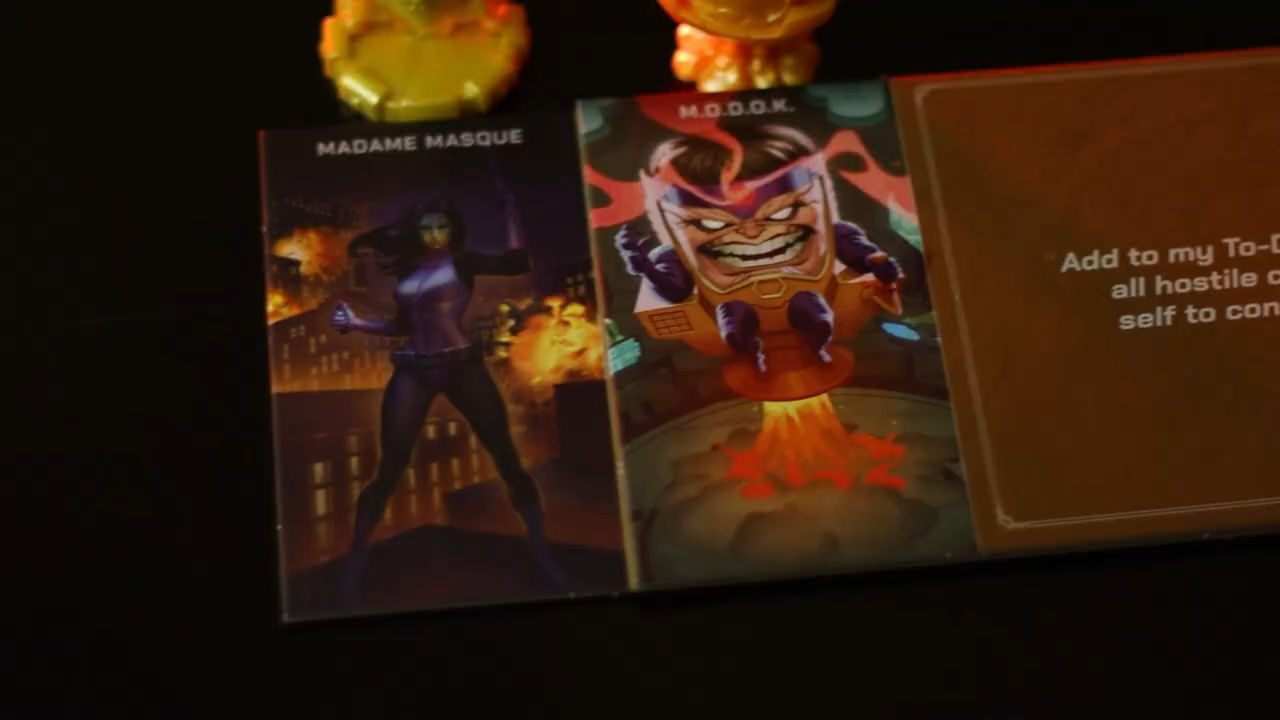 MADAME MASQUE
M.O.D.O.K.
Add to my To-D
all hostile c
self to con